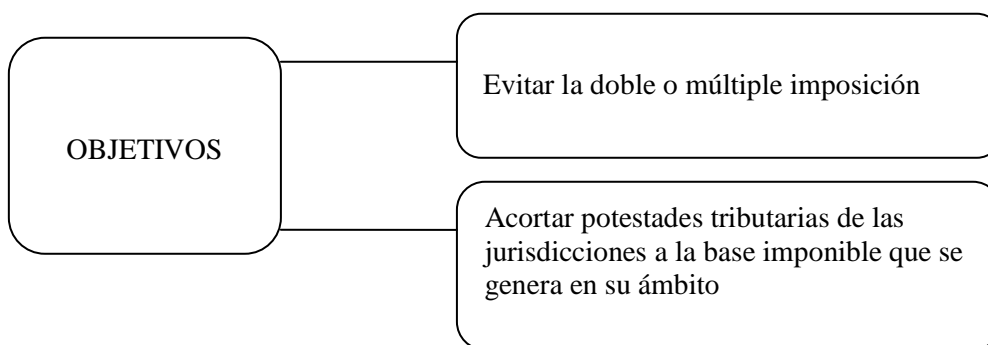 OBJETIVOS
Evitar la doble o múltiple imposición
Acortar potestades tributarias de las
jurisdicciones a la base imponible que se
genera en su ámbito